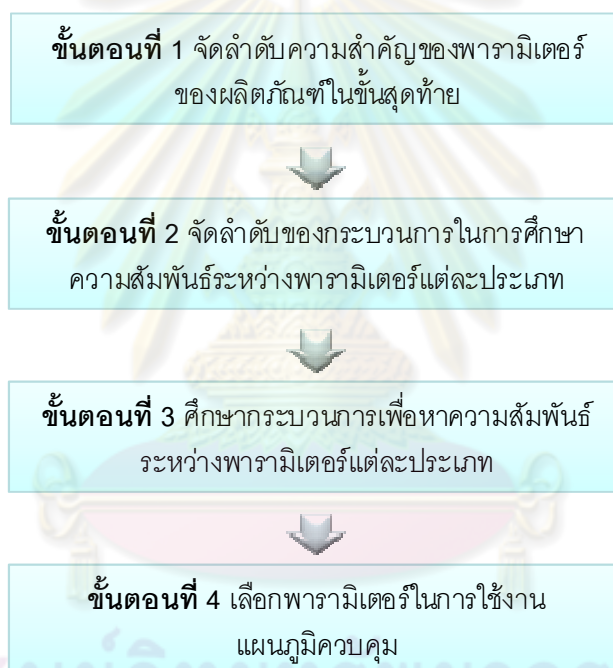 ขั้นตอนที่ 1 จัดลำดับความสำคัญของพารามิเตอร์
ของผลิตภัณฑ์ในขั้นสุดท้าย
ขั้นตอนที่ 2 จัดลำดับของกระบวนการในการศึกษา
ความสัมพันธ์ระหว่างพารามิเตอร์แต่ละประเภท
ขั้นตอนที่ 3 ศึกษากระบวนการเพื่อหาความสัมพันธ์
ระหว่างพารามิเตอร์แต่ละประเภท
ขั้นตอนที่ 4 เลือกพารามิเตอร์ในการใช้งาน
แผนภูมิควบคุม